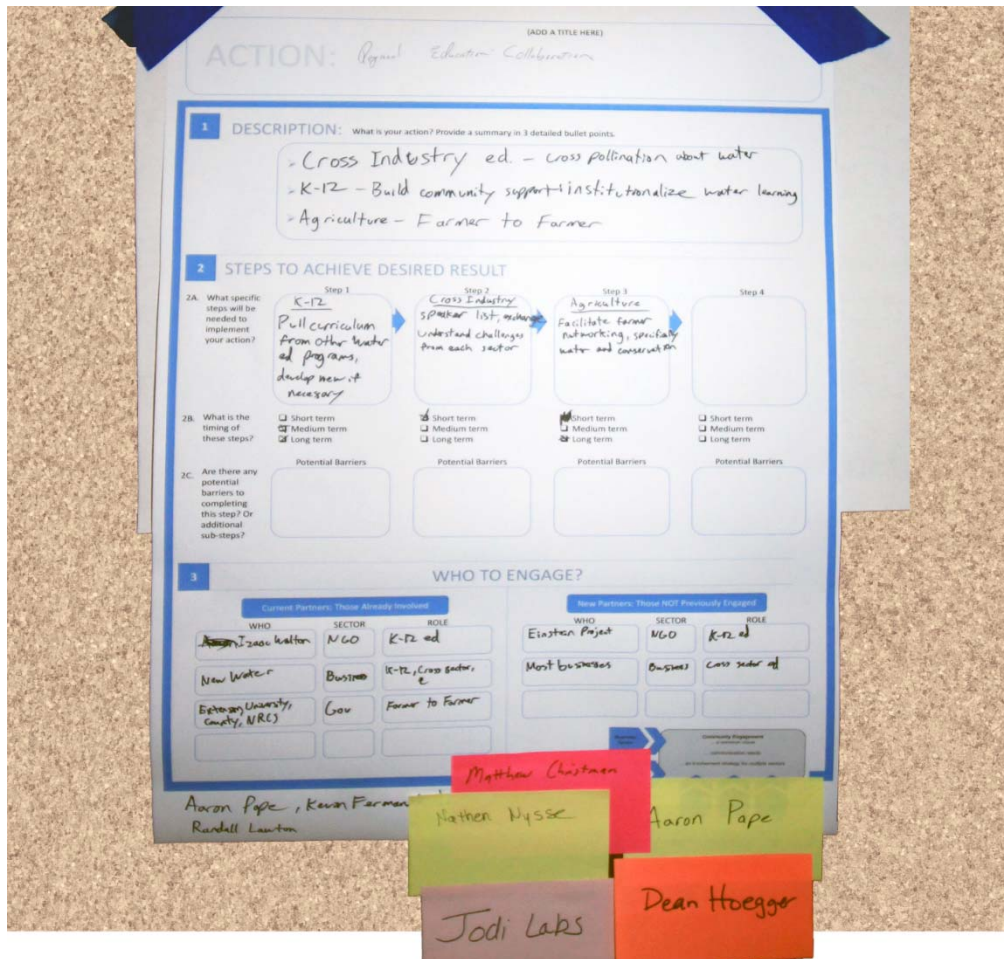 (ADD A TITLE HERE)
ACTION: Education Collaboration
1 DESCRIPTION: What is your action? Provide a summary in 3 detailed bullet points.
- Cross Industry ed. - cross pollination about water
- K-12 - Build community support + institutionalize water learning
- Agriculture - Farmer to Farmer
2 STEPS TO ACHIEVE DESIRED RESULT
2A. What specific steps will be needed to implement your action?
Step 1
K-12
Pull curriculum
from other water
ed programs,
develop new if
necessary
Step 2
Cross Industry
speaker list, exchange
Understand challenges
from each sector
Step 3
Agriculture
Facilitate farmer
networking, specifically
water and conservation
Step 4
2B. What is the timing of these steps?
Short term
Medium term
Long term
Short term
Medium term
Long term
Short term
Medium term
Long term
Short term
Medium term
Long term
2C. Are there any potential barriers to completing this step? Or additional sub-steps?
Potential Barriers
Potential Barriers
Potential Barriers
Potential Barriers
3 WHO TO ENGAGE?
Current Partners: Those Already Involved
WHO SECTOR ROLE
Izaac Walton NGO K-12 ed
New Water Business K-12, Cross sector,
Extension, University, County, NRCS Gov Farmer to Farmer
New Partners: Those NOT Previously Engaged
WHO SECTOR ROLE
Einstein Project NGO K-12 ed
Most businesses Business Cross sector ed
Community Engagement
Aaron Pape, Kevin
Randall Lawton
Matthew Christman
Nathen Nysse
Aaron Pape
Jodi Labs
Dean Hoegger